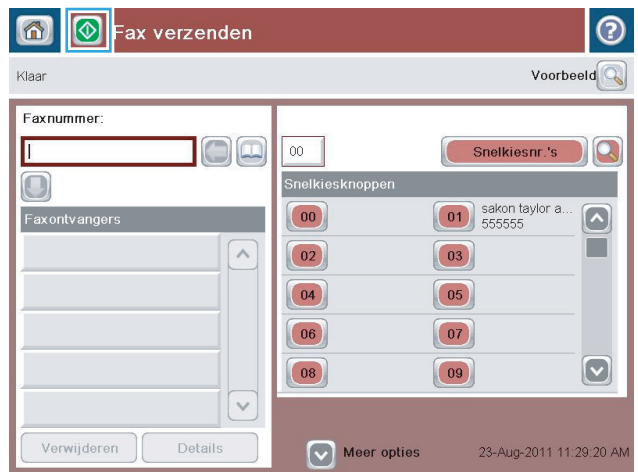 Fax verzenden
Klaar
Voorbeeld
Faxnummer:
Faxontvangers
Verwijderen
Details
00
Snelkiesnr.'s
Snelkiesknoppen
00
01
sakon taylor a...
555555
02
03
04
05
06
07
08
09
Meer opties
23-Aug-2011 11:29:20 AM